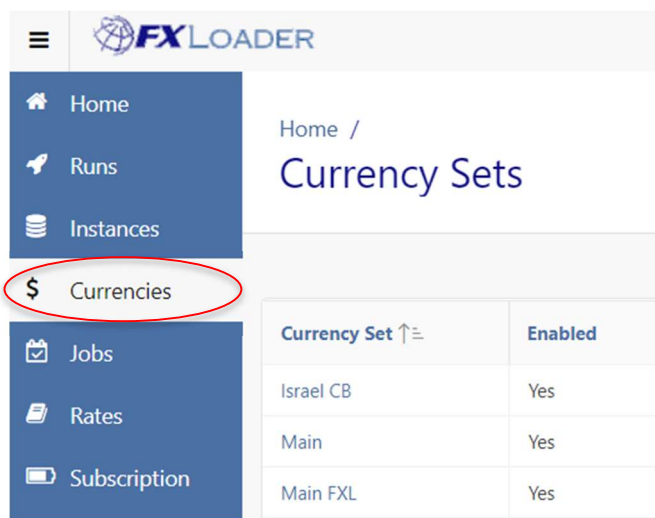 FXLOADER
Home
Runs
Instances
$ Currencies
Jobs
Rates
Subscription
Home /
Currency Sets
Currency Set Enabled
Israel CB Yes
Main Yes
Main FXL Yes